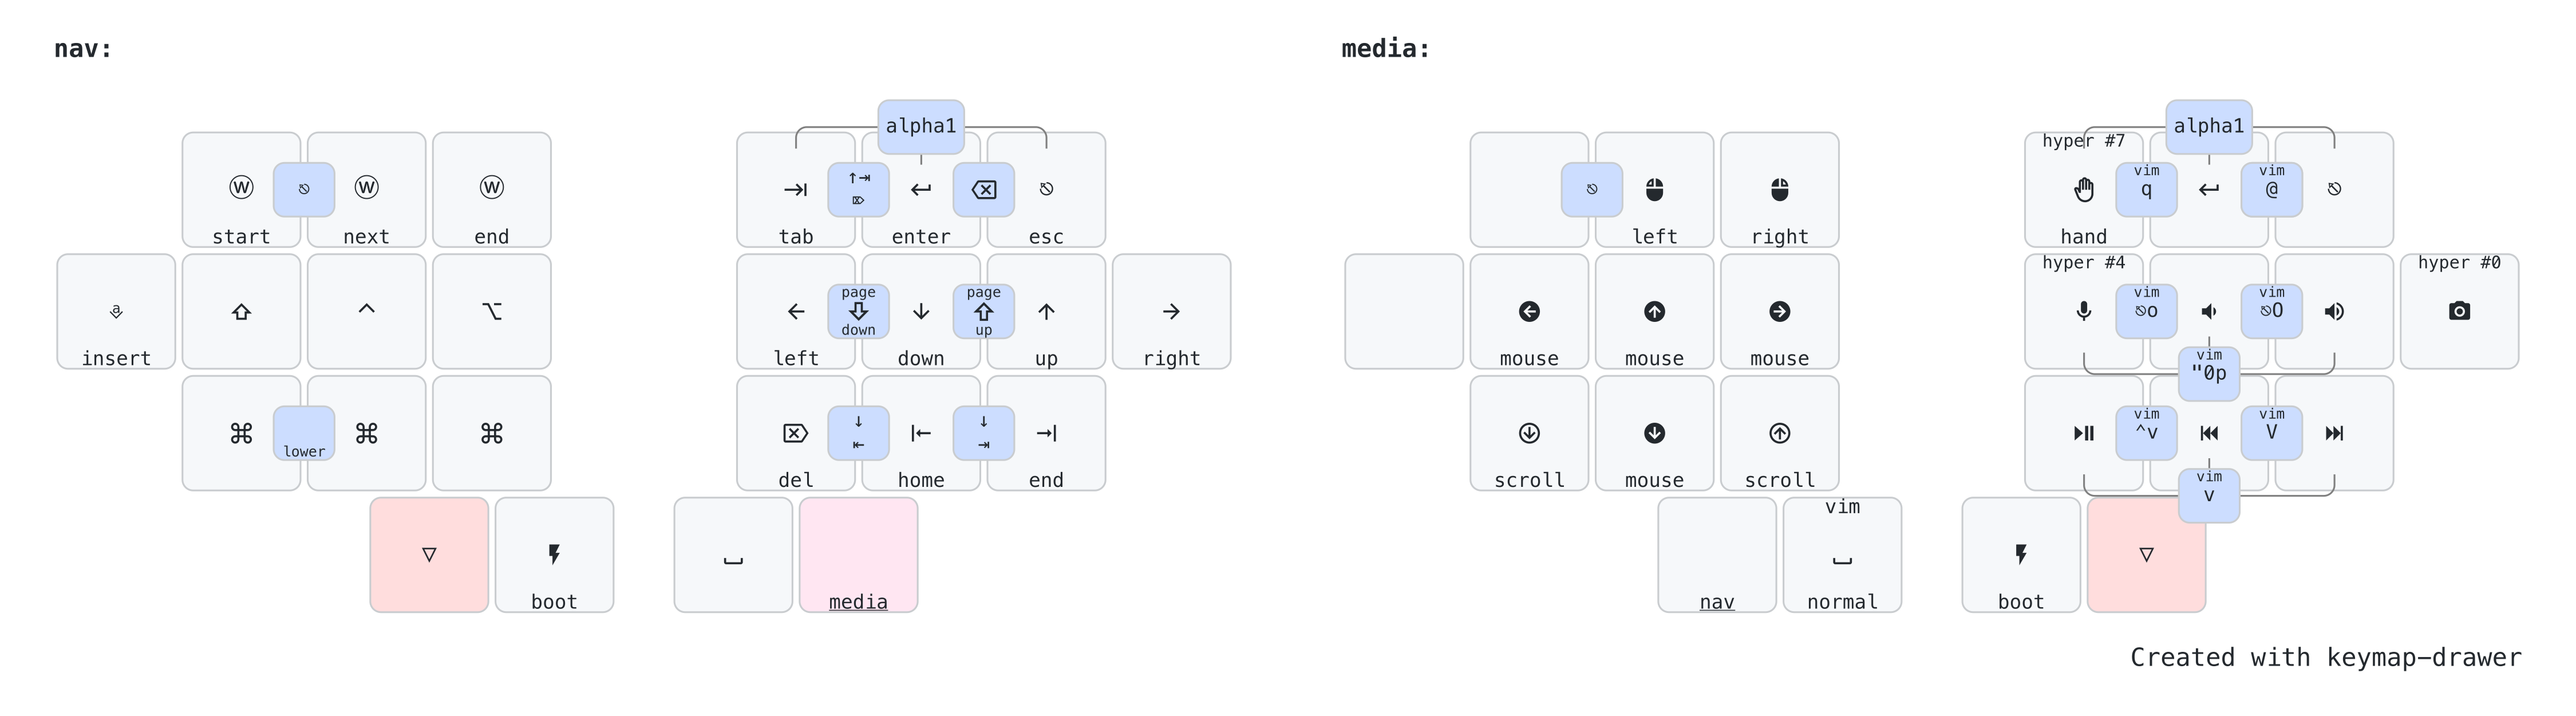 nav:
alpha1
start
next
end
tab
enter
esc
insert
page
down
page
up
left
down
up
right
lower
del
home
end
boot
media
media:
alpha1
hyper #7
vim
q
vim
@
left
right
hand
hyper #4
vim
o
vim
O
hyper #0
mouse
mouse
mouse
vim
"0p
vim
^v
vim
V
scroll
mouse
scroll
vim
v
vim
nav
normal
boot
Created with keymap-drawer